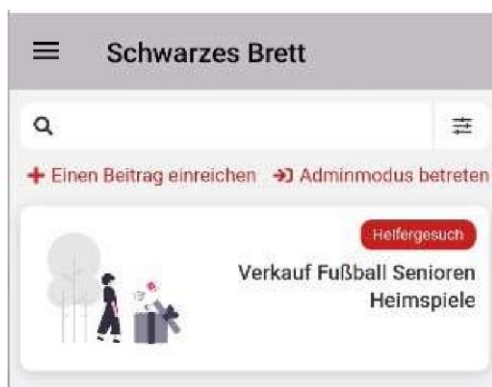 Schwarzes Brett
Einen Beitrag einreichen Adminmodus betreten
Helfergesuch
Verkauf Fußball Senioren
Heimspiele